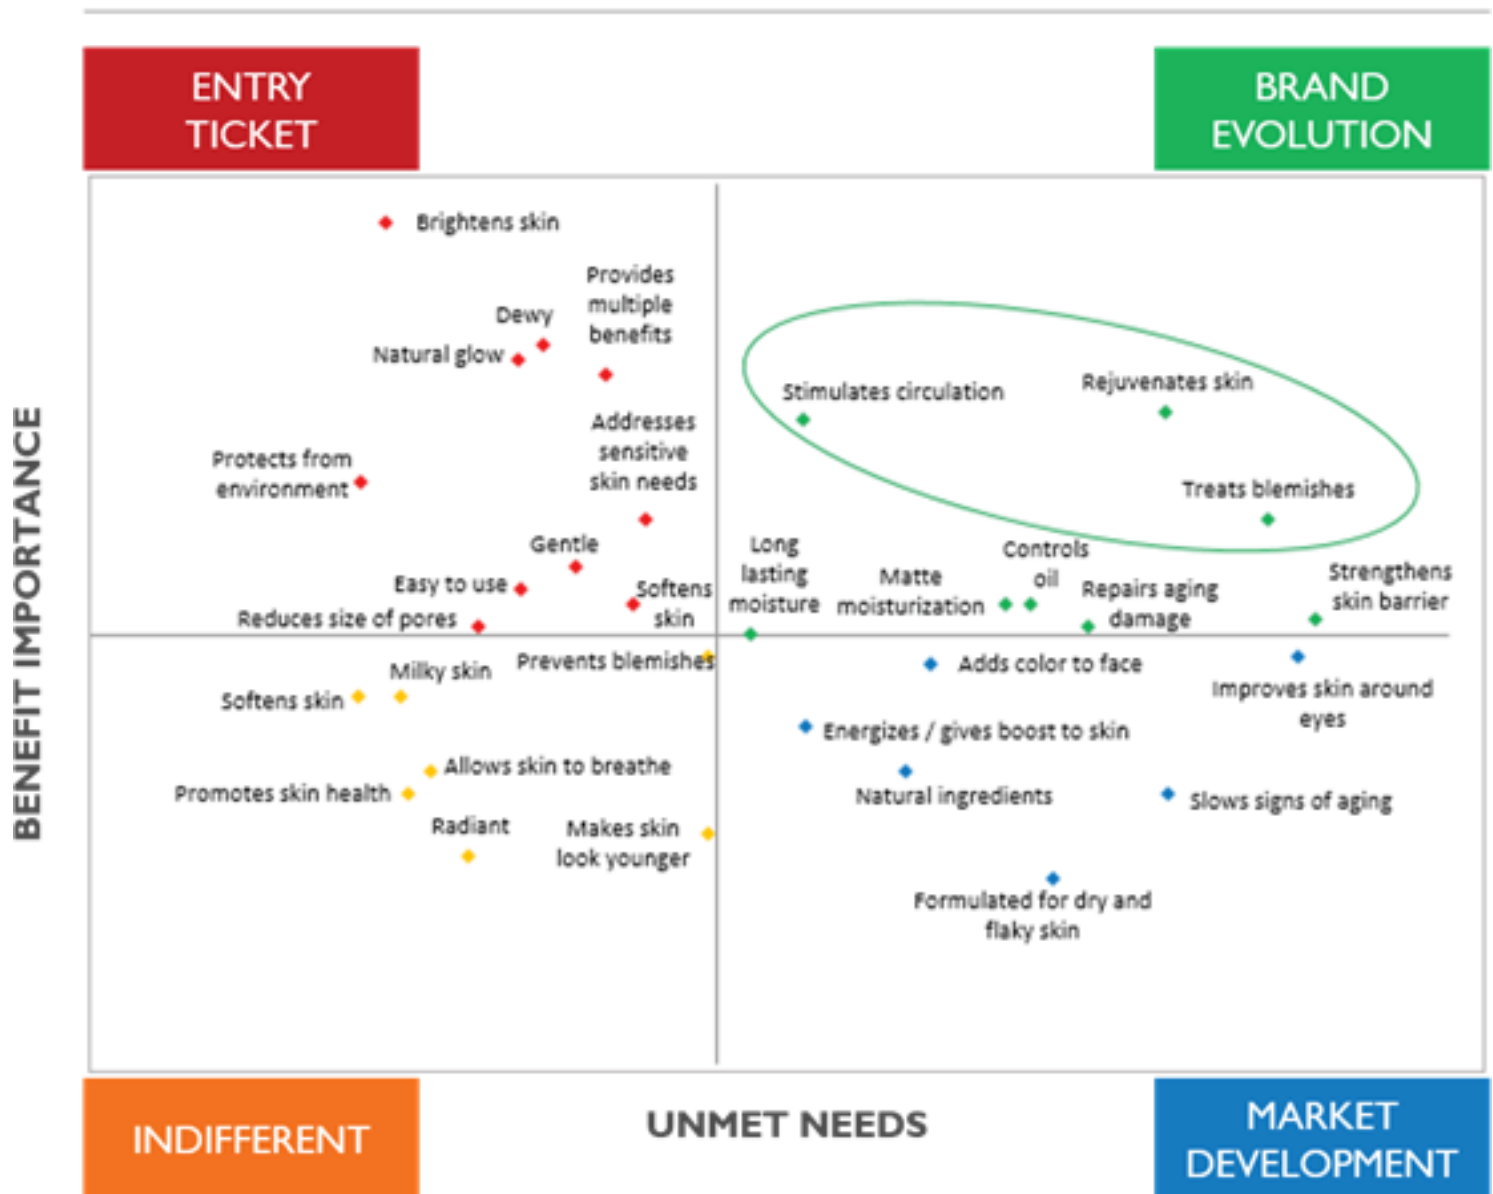 ENTRY
TICKET
BRAND
EVOLUTION
Brightens skin
Provides
multiple
benefits
Dewy
Natural glow
Stimulates circulation
Rejuvenates skin
Addresses
sensitive
skin needs
Protects from
environment
Treats blemishes
Gentle
Long
lasting
moisture
Controls
oil
Matte
moisturization
Easy to use
Softens
skin
Repairs aging
damage
Strengthens
skin barrier
Reduces size of pores
BENEFIT IMPORTANCE
Prevents blemishes
Adds color to face
Milky skin
Softens skin
Improves skin around
eyes
Energizes / gives boost to skin
Allows skin to breathe
Promotes skin health
Natural ingredients
Slows signs of aging
Radiant
Makes skin
look younger
Formulated for dry and
flaky skin
INDIFFERENT
UNMET NEEDS
MARKET
DEVELOPMENT